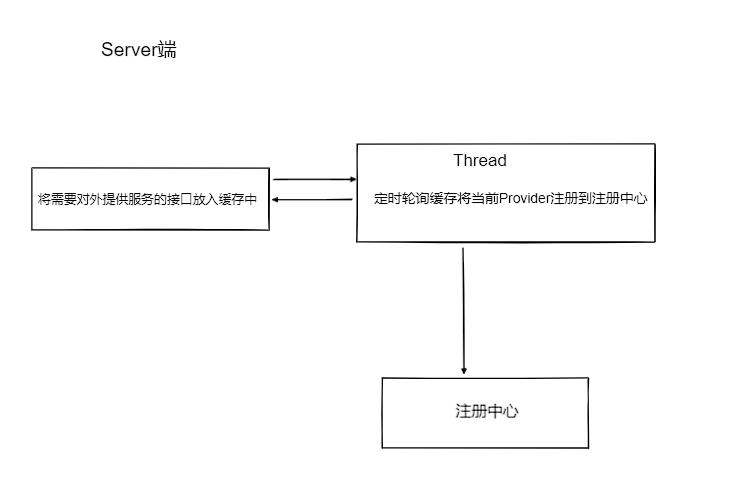 Server端
Thread
将需要对外提供服务的接口放入缓存中
定时轮询缓存将当前Provider注册到注册中心
注册中心